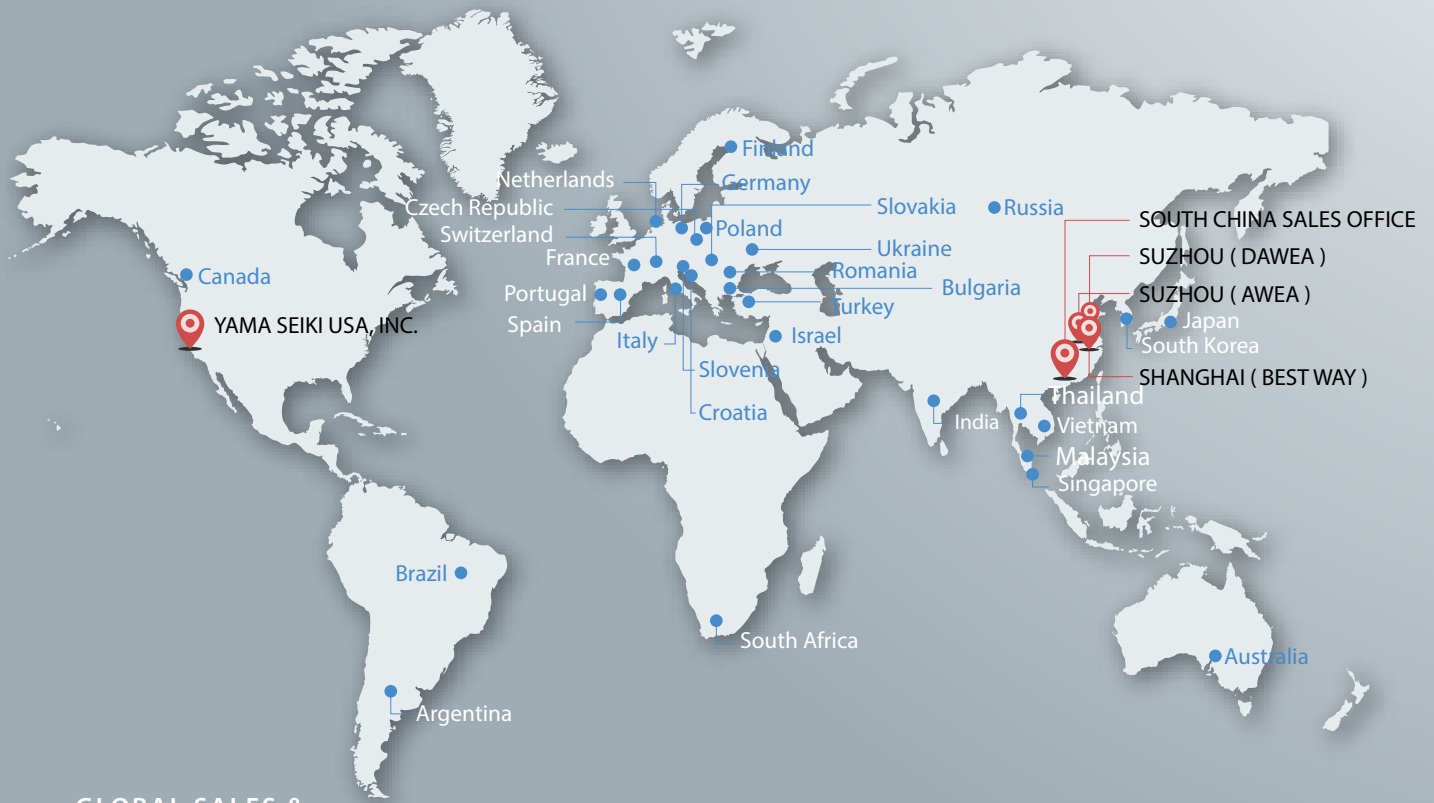 Finland
Netherlands
Germany
Czech Republic
Slovakia
Russia
SOUTH CHINA SALES OFFICE
Switzerland
Poland
Ukraine
SUZHOU ( DAWEA )
France
Romania
Canada
Portugal
Bulgaria
SUZHOU ( AWEA )
Turkey
YAMA SEIKI USA, INC.
Spain
Italy
Israel
Japan
South Korea
Slovenia
SHANGHAI ( BEST WAY )
Thailand
Croatia
India
Vietnam
Malaysia
Singapore
Brazil
South Africa
Australia
Argentina
GLOBAL SALES &